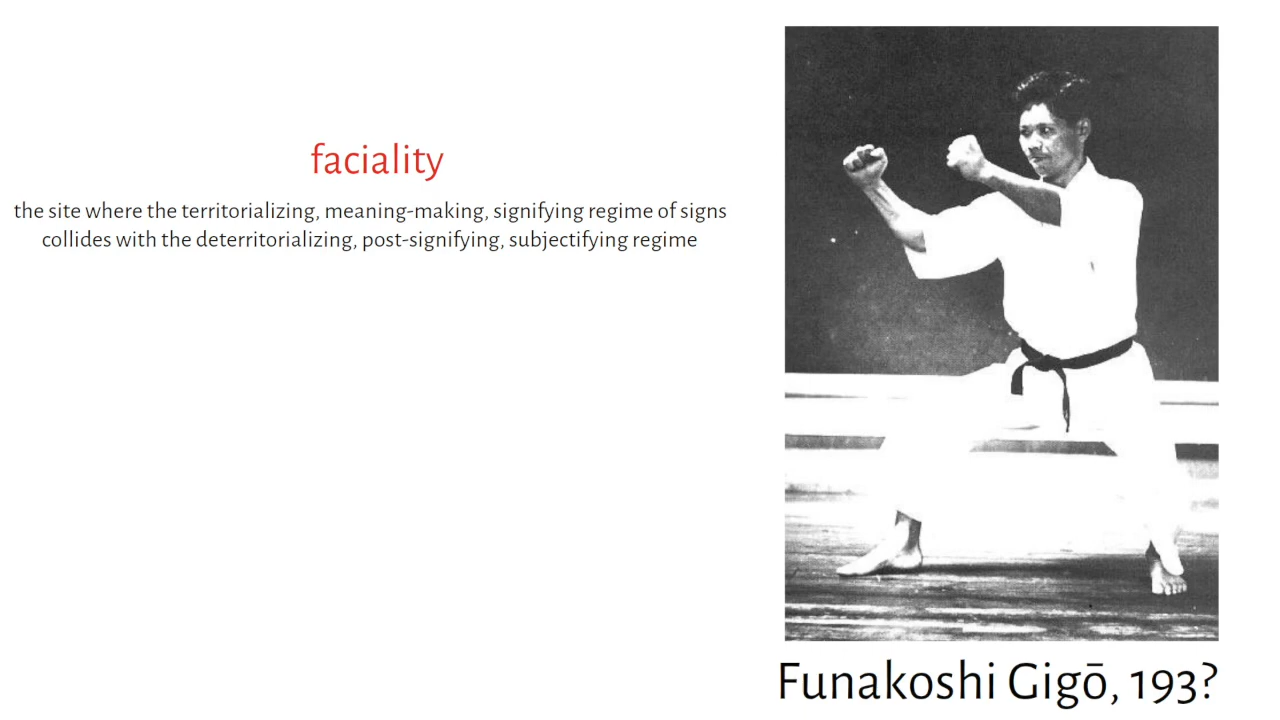 faciality
the site where the territorializing, meaning-making, signifying regime of signs
collides with the deterritorializing, post-signifying, subjectifying regime
Funakoshi Gigō, 193?